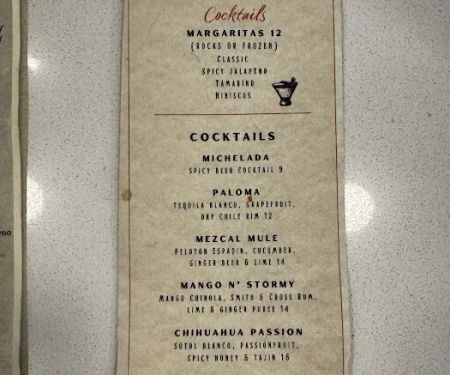 Cocktails
MARGARITAS 12
(ROCKS OR FROZEN)
CLASSIC
SPICY JALAPEÑO
TAMARIND
HIBISCUS
COCKTAILS
MICHELADA
SPICY BEER COCKTAIL 9
PALOMA
TEQUILA BLANCO, GRAPEFRUIT,
DRY CHILE RIM 12
MEZCAL MULE
PELOTON ESPADIN, CUCUMBER,
GINGER BEER & LIME 14
MANGO N' STORMY
MANGO CHINOLA, SMITH & CROSS RUM,
LIME & GINGER PUREE 14
CHIHUAHUA PASSION
SOTOL BLANCO, PASSIONFRUIT,
SPICY HONEY & TAJIN 16